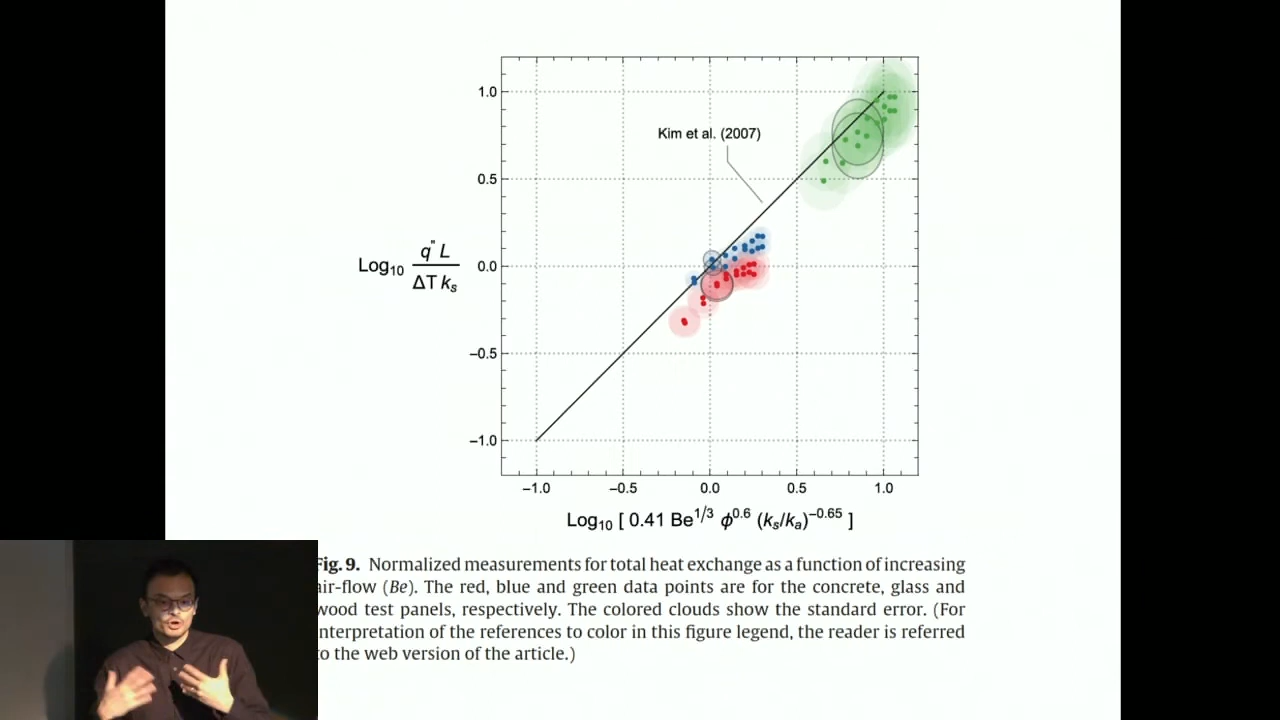 1.0
Kim et al. (2007)
0.5
Log10 q" L / ΔT ks
0.0
−0.5
−1.0
−1.0 −0.5 0.0 0.5 1.0
Log10 [ 0.41 Be^1/3 ϕ^0.6 (ks/ka)^−0.65 ]
Fig. 9. Normalized measurements for total heat exchange as a function of increasing
air-flow (Be). The red, blue and green data points are for the concrete, glass and
wood test panels, respectively. The colored clouds show the standard error. (For
interpretation of the references to color in this figure legend, the reader is referred
to the web version of the article.)